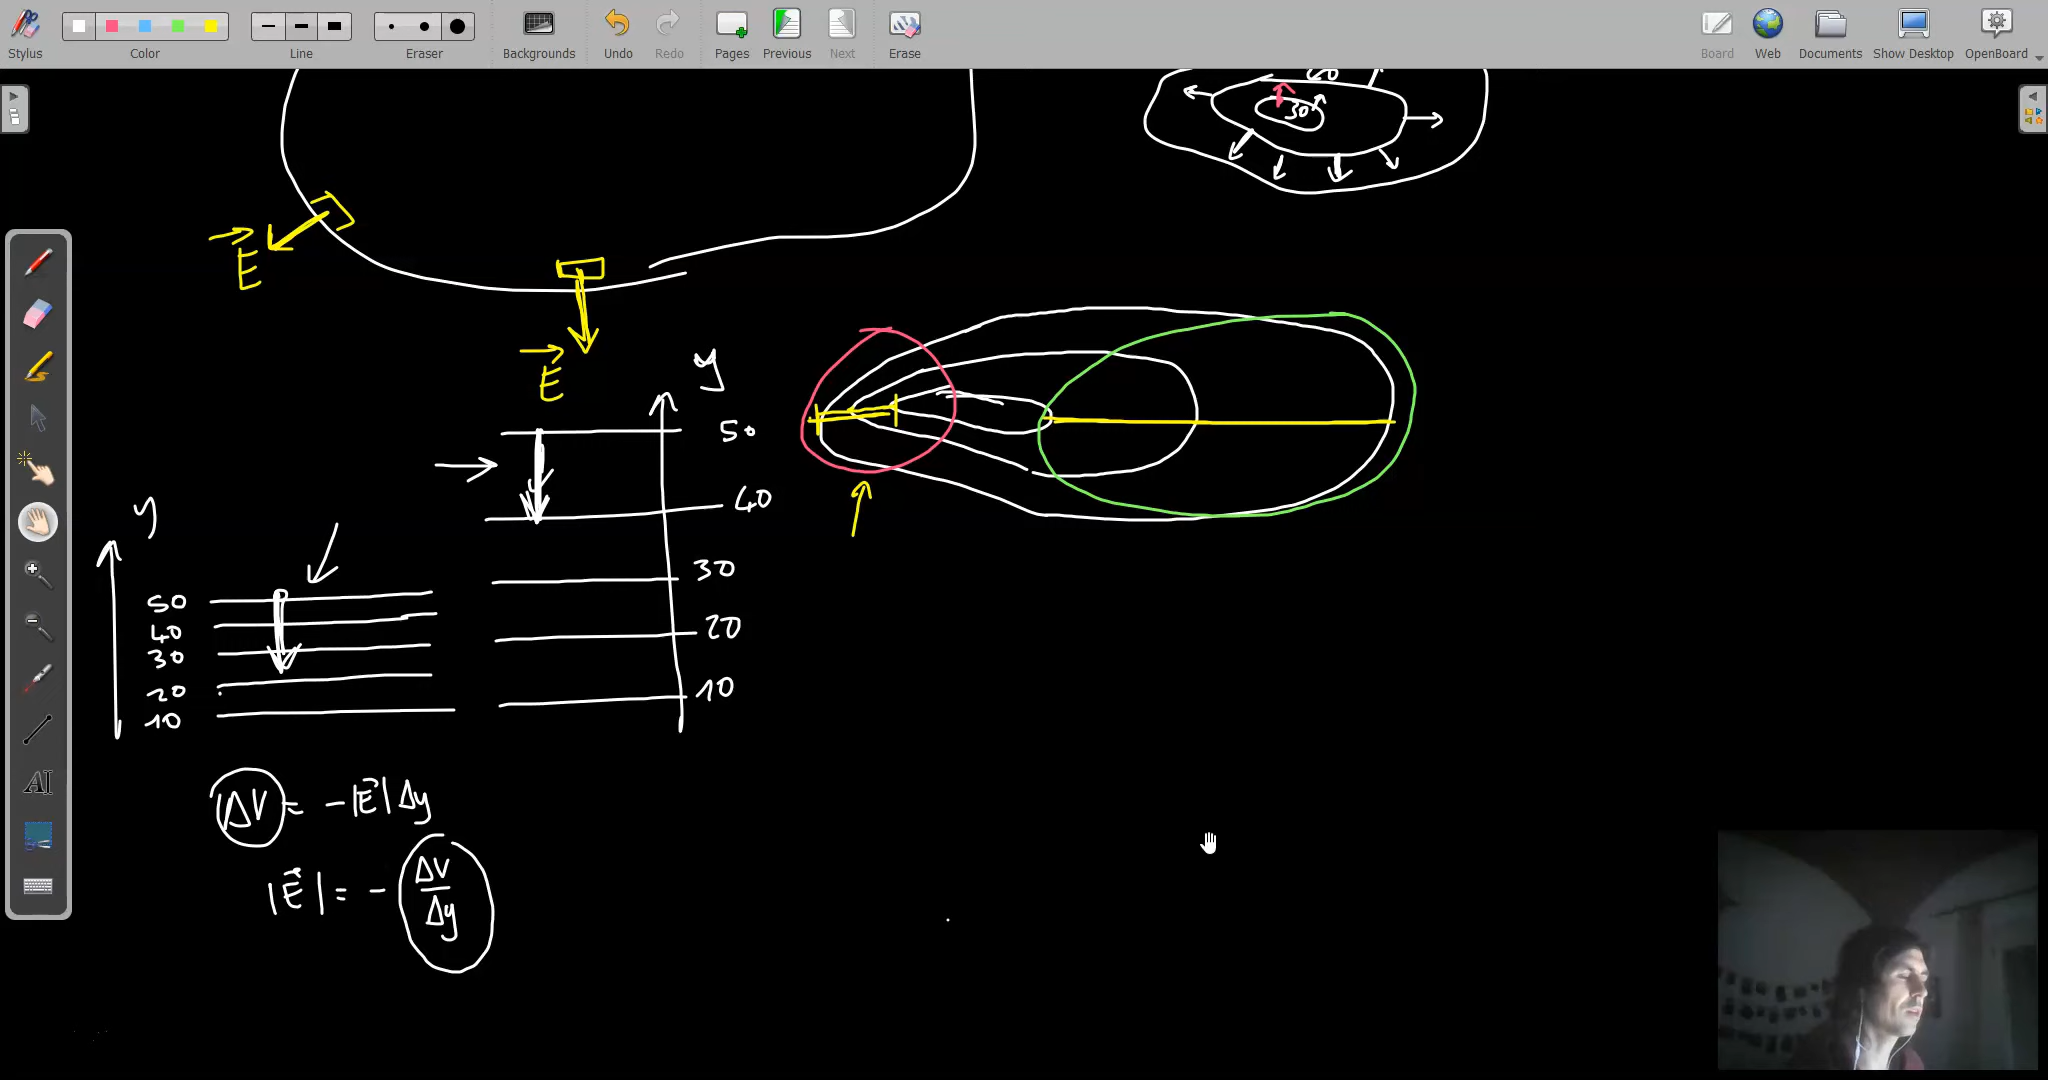 Stylus
Color
Line
Eraser
Backgrounds
Undo
Redo
Pages
Previous
Next
Erase
Board
Web
Documents
Show Desktop
OpenBoard
30
E
E
y
50
40
30
20
10
y
50
40
30
20
10
ΔV = -|E|Δy
|E| = - ΔV/Δy
AI